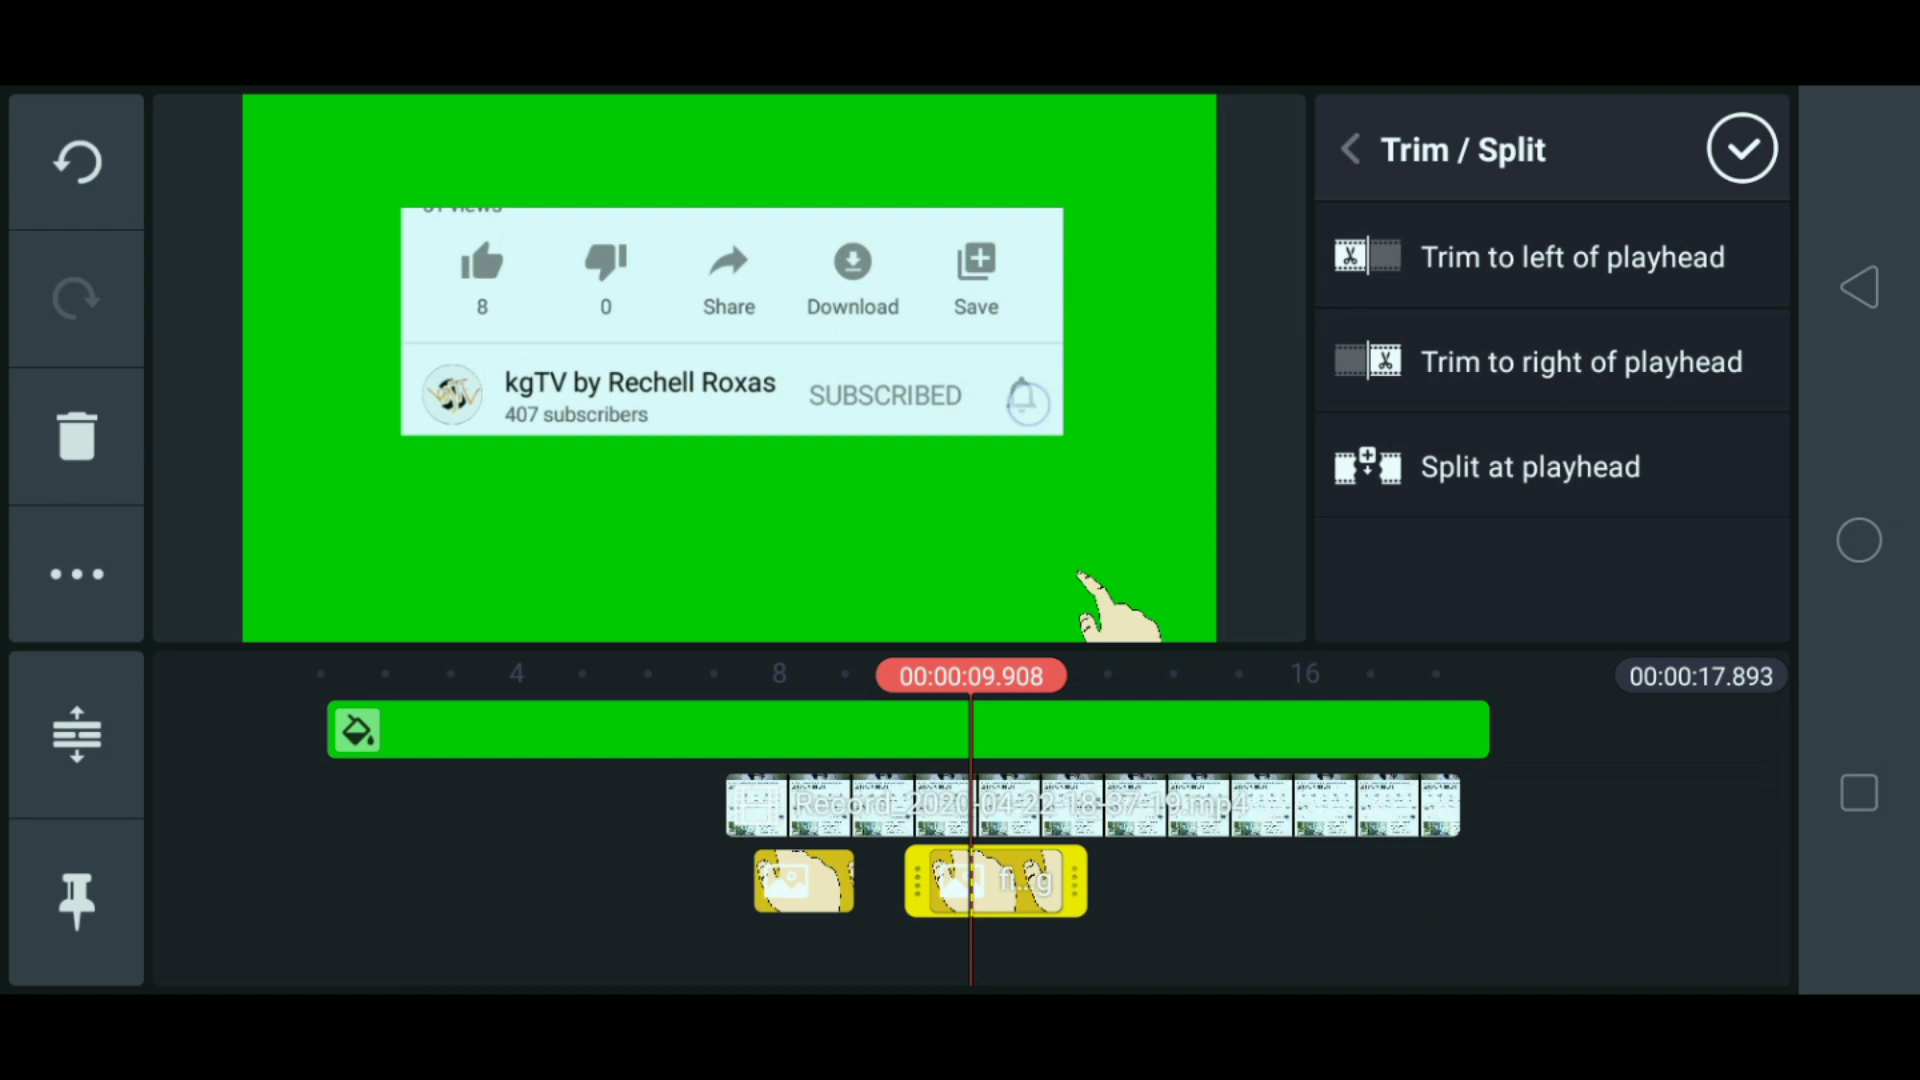 Trim / Split
Trim to left of playhead
Trim to right of playhead
Split at playhead
8
0
Share
Download
Save
kgTV by Rechell Roxas
407 subscribers
SUBSCRIBED
4
8
00:00:09.908
16
00:00:17.893
Record_2020-04-22-18-37-19.mp4
fi...g